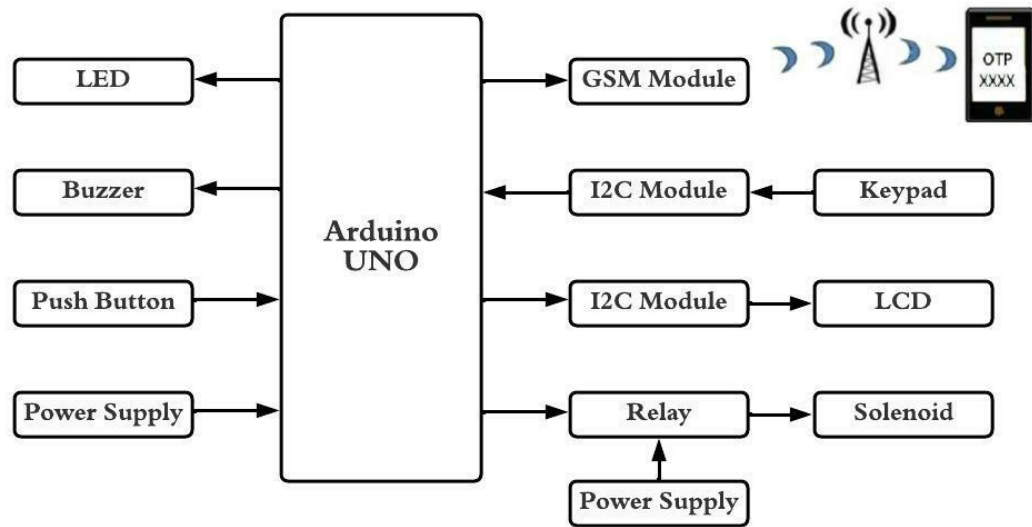 LED
GSM Module
OTP
XXXX
Buzzer
I2C Module
Keypad
Arduino
UNO
Push Button
I2C Module
LCD
Power Supply
Relay
Solenoid
Power Supply